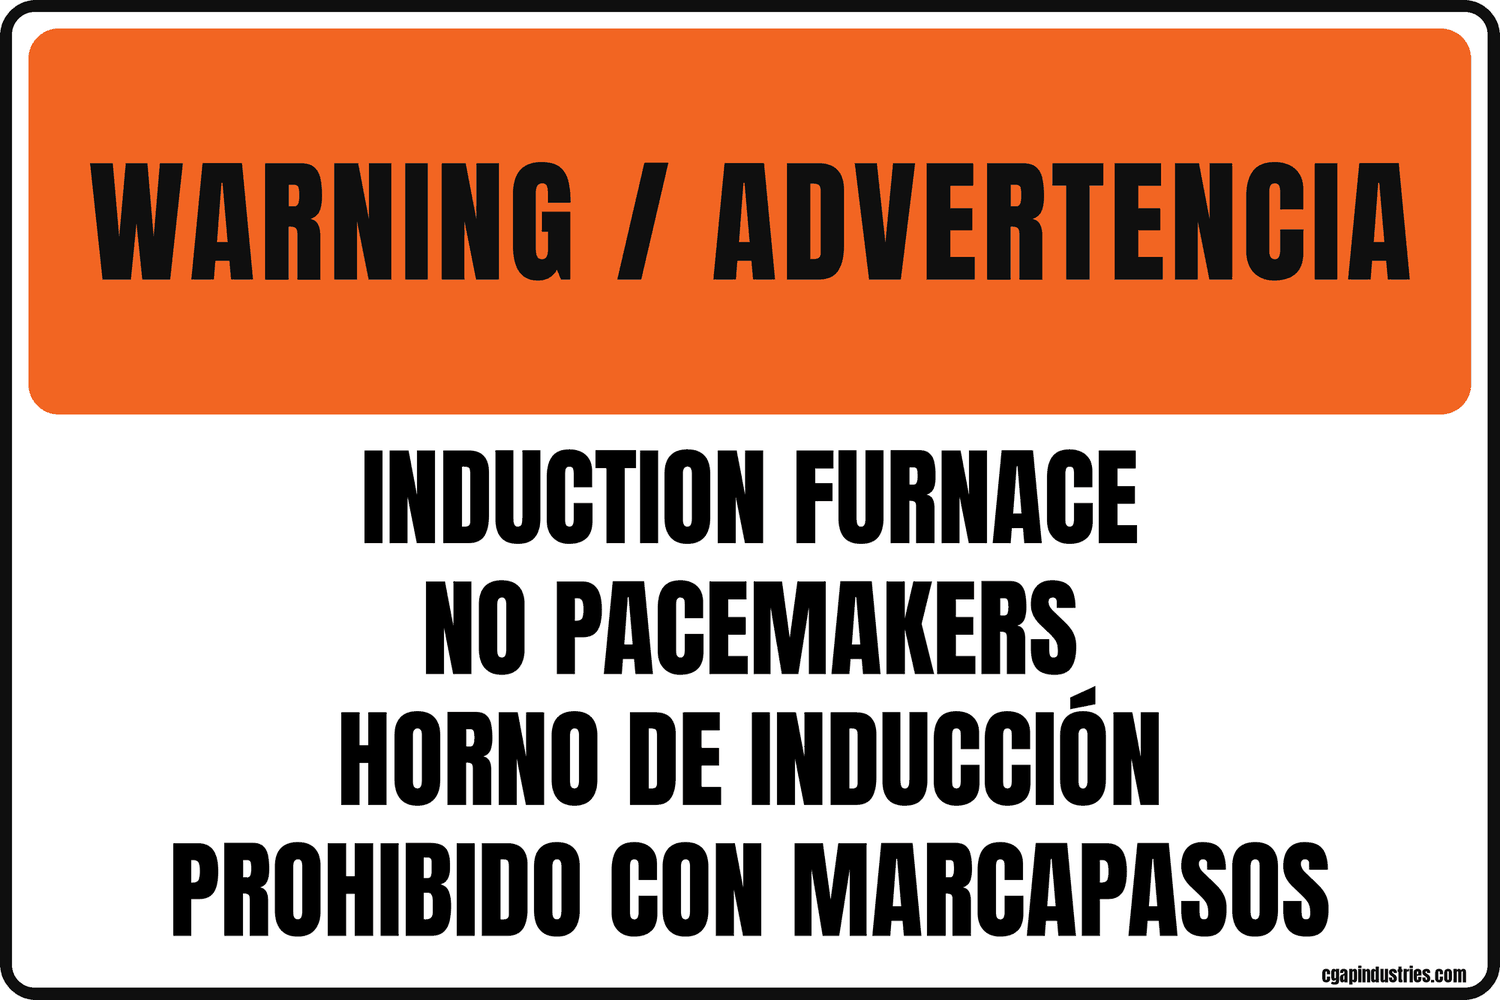 WARNING / ADVERTENCIA
INDUCTION FURNACE
NO PACEMAKERS
HORNO DE INDUCCIÓN
PROHIBIDO CON MARCAPASOS
cgapindustries.com